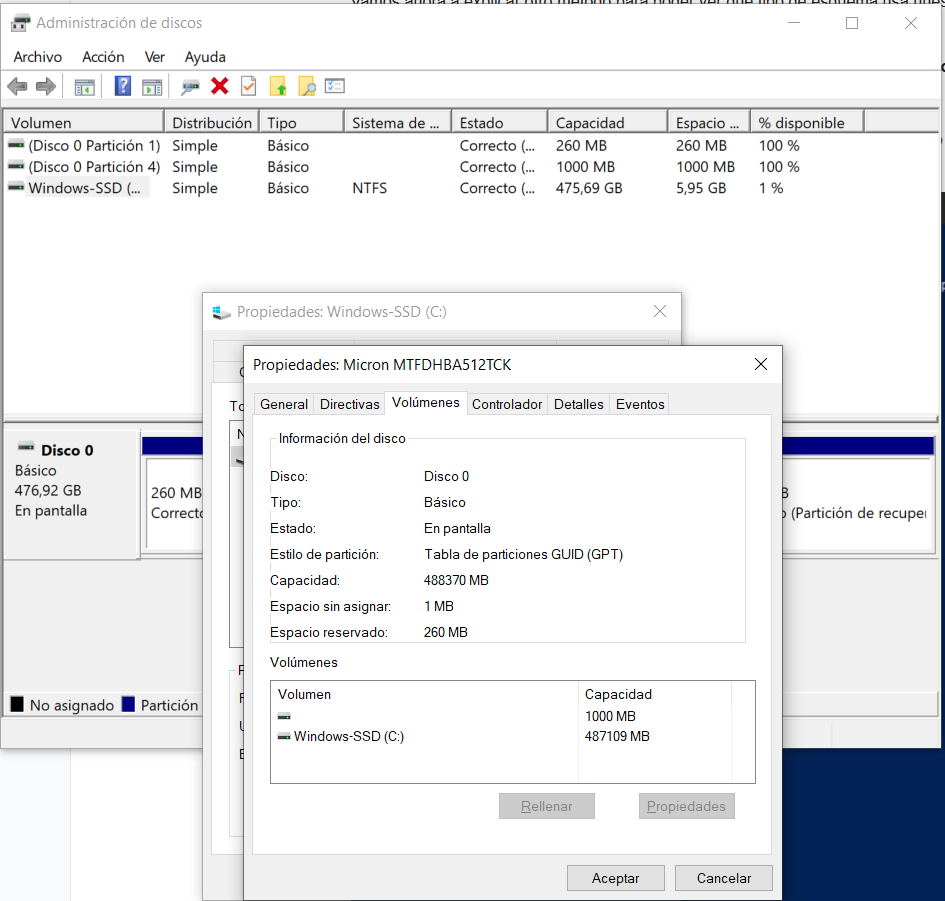 Administración de discos
Archivo Acción Ver Ayuda
Volumen Distribución Tipo Sistema de ... Estado Capacidad Espacio ... % disponible
(Disco 0 Partición 1) Simple Básico Correcto (... 260 MB 260 MB 100 %
(Disco 0 Partición 4) Simple Básico Correcto (... 1000 MB 1000 MB 100 %
Windows-SSD (... Simple Básico NTFS Correcto (... 475,69 GB 5,95 GB 1 %
Propiedades: Windows-SSD (C:)
Propiedades: Micron MTFDHBA512TCK
General Directivas Volúmenes Controlador Detalles Eventos
Información del disco
Disco: Disco 0
Tipo: Básico
Estado: En pantalla
Estilo de partición: Tabla de particiones GUID (GPT)
Capacidad: 488370 MB
Espacio sin asignar: 1 MB
Espacio reservado: 260 MB
Volúmenes
Volumen Capacidad
1000 MB
Windows-SSD (C:) 487109 MB
Rellenar Propiedades
Aceptar Cancelar
Disco 0
Básico
476,92 GB
En pantalla
260 MB
Correcto
(Partición de recuper
No asignado Partición